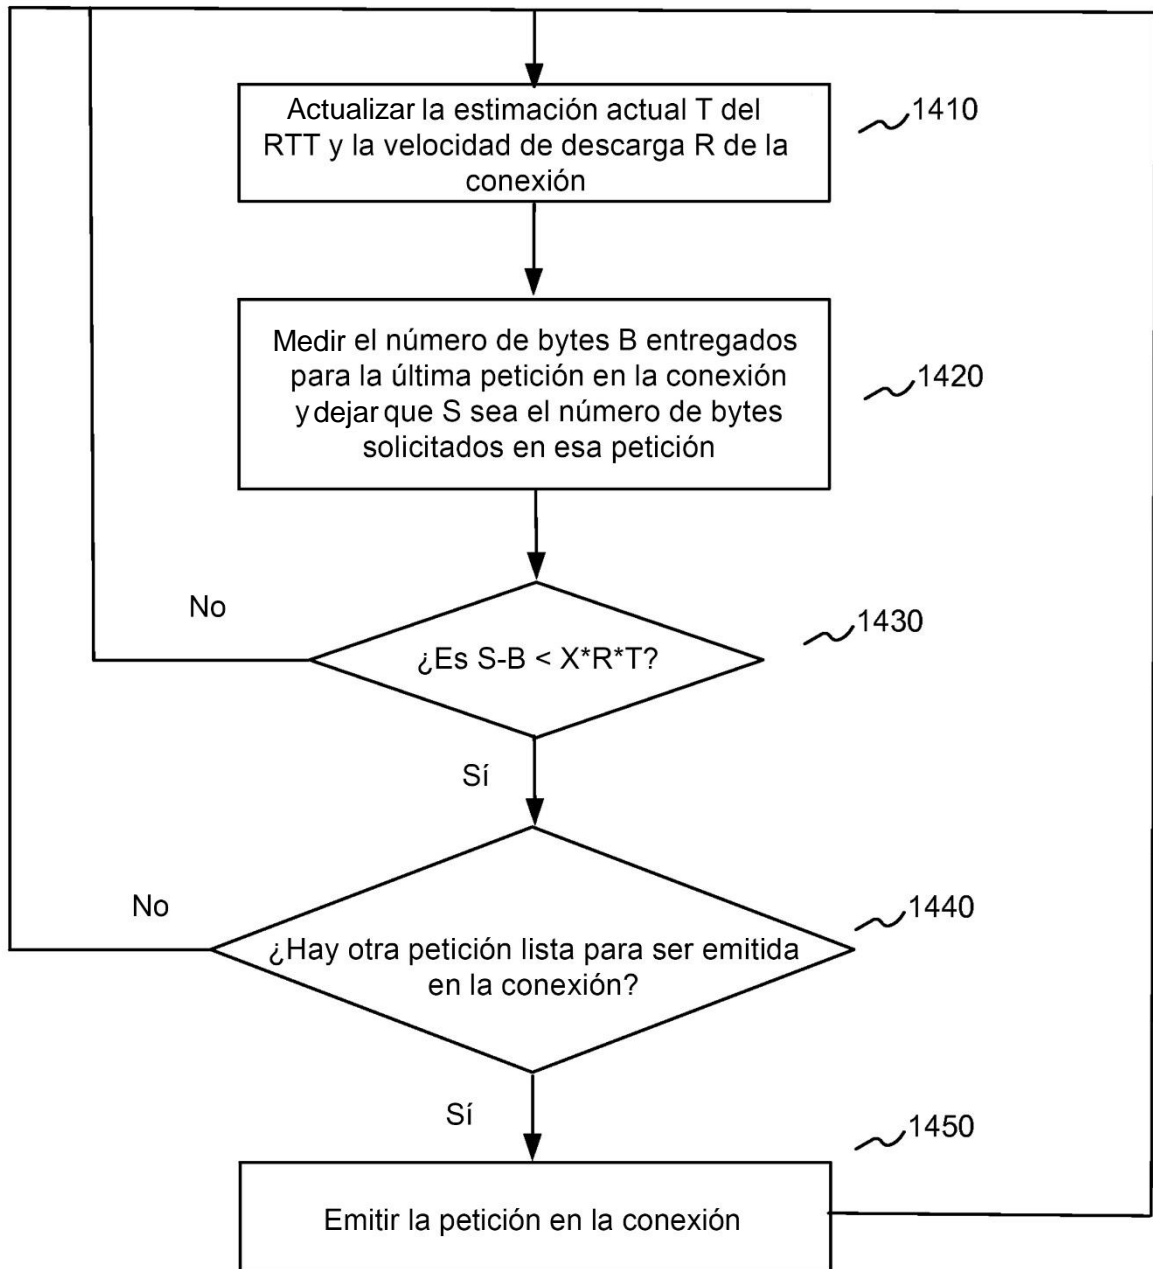 Actualizar la estimación actual T del
RTT y la velocidad de descarga R de la
conexión
1410
Medir el número de bytes B entregados
para la última petición en la conexión
y dejar que S sea el número de bytes
solicitados en esa petición
1420
No
¿Es S-B < X*R*T?
1430
Sí
No
¿Hay otra petición lista para ser emitida
en la conexión?
1440
Sí
1450
Emitir la petición en la conexión